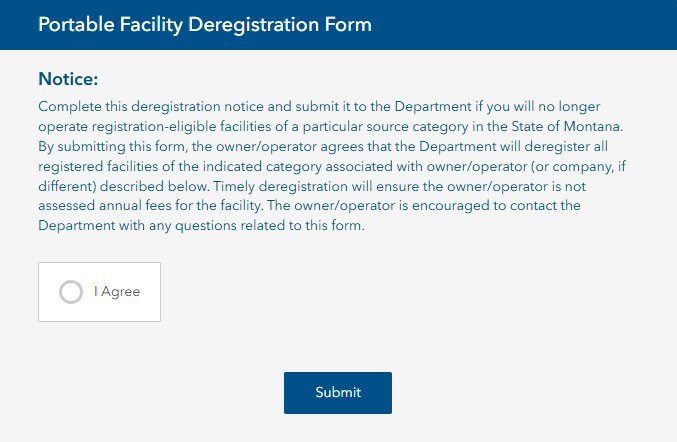 Portable Facility Deregistration Form
Notice:
Complete this deregistration notice and submit it to the Department if you will no longer
operate registration-eligible facilities of a particular source category in the State of Montana.
By submitting this form, the owner/operator agrees that the Department will deregister all
registered facilities of the indicated category associated with owner/operator (or company, if
different) described below. Timely deregistration will ensure the owner/operator is not
assessed annual fees for the facility. The owner/operator is encouraged to contact the
Department with any questions related to this form.
I Agree
Submit